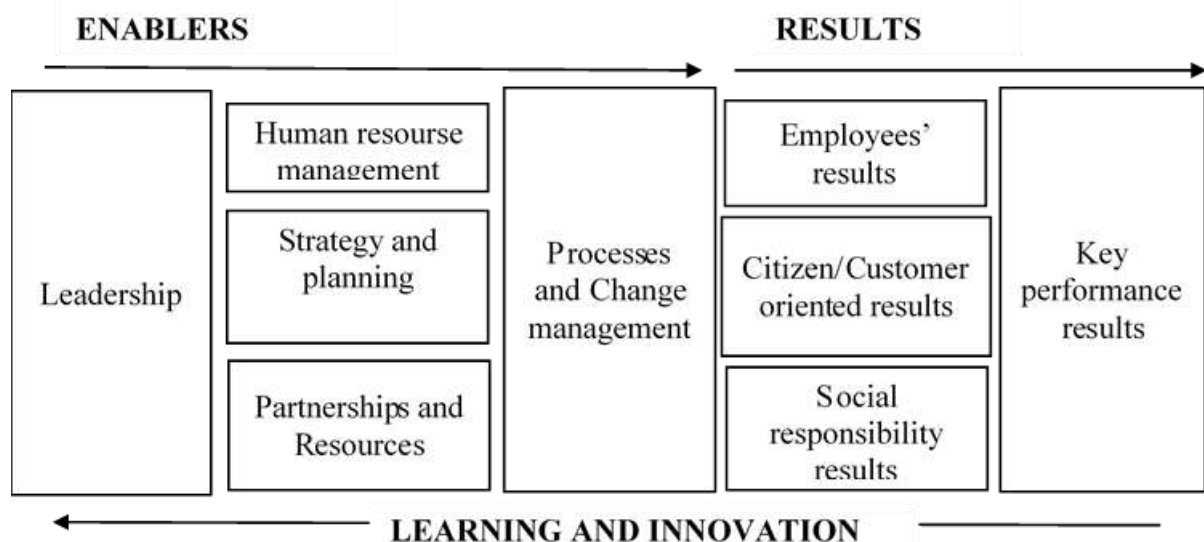 ENABLERS
RESULTS
Leadership
Human resourse
management
Strategy and
planning
Partnerships and
Resources
Processes
and Change
management
Employees’
results
Citizen/Customer
oriented results
Social
responsibility
results
Key
performance
results
LEARNING AND INNOVATION